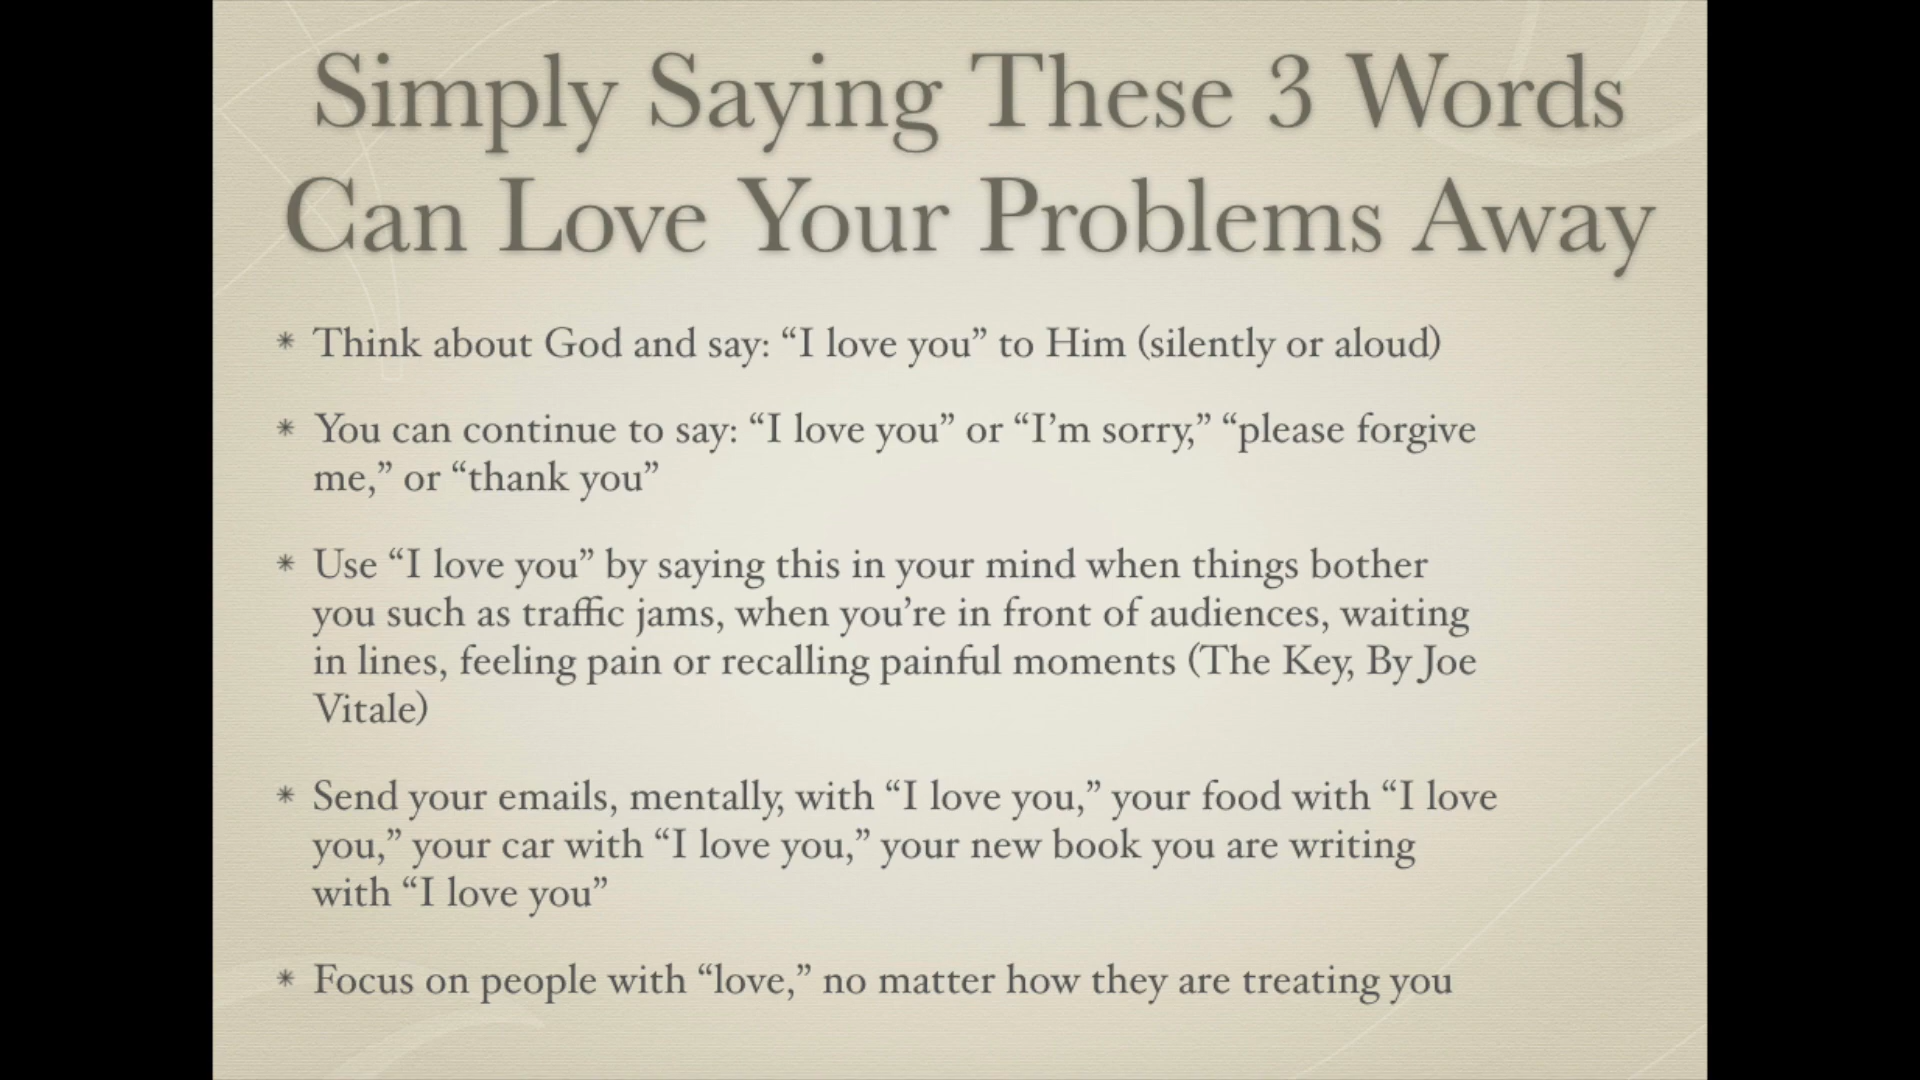 Simply Saying These 3 Words
Can Love Your Problems Away
* Think about God and say: “I love you” to Him (silently or aloud)
* You can continue to say: “I love you” or “I’m sorry,” “please forgive
me,” or “thank you”
* Use “I love you” by saying this in your mind when things bother
you such as traffic jams, when you’re in front of audiences, waiting
in lines, feeling pain or recalling painful moments (The Key, By Joe
Vitale)
* Send your emails, mentally, with “I love you,” your food with “I love
you,” your car with “I love you,” your new book you are writing
with “I love you”
* Focus on people with “love,” no matter how they are treating you